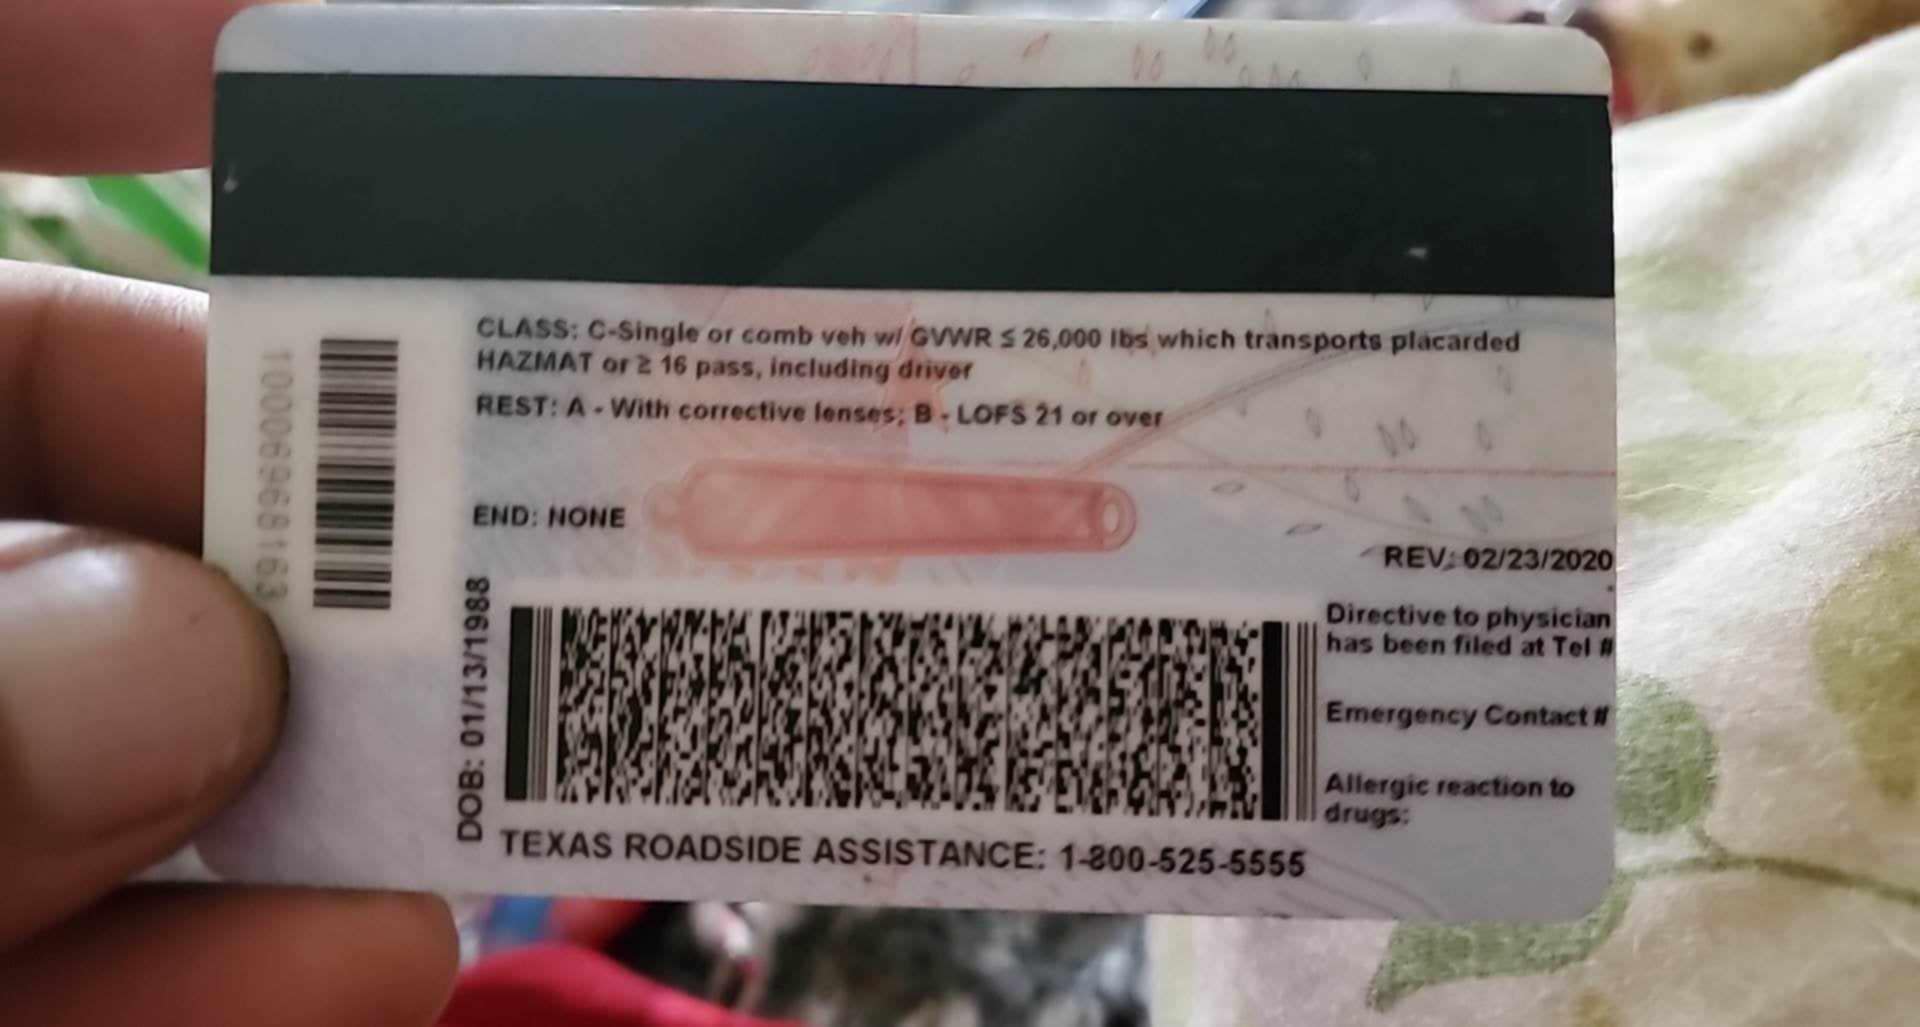 CLASS: C-Single or comb veh w/ GVWR ≤ 26,000 lbs which transports placarded
HAZMAT or ≥ 16 pass, including driver
REST: A - With corrective lenses; B - LOFS 21 or over
END: NONE
REV: 02/23/2020
10006968163
DOB: 01/13/1988
Directive to physician
has been filed at Tel #
Emergency Contact #
Allergic reaction to
drugs:
TEXAS ROADSIDE ASSISTANCE: 1-800-525-5555